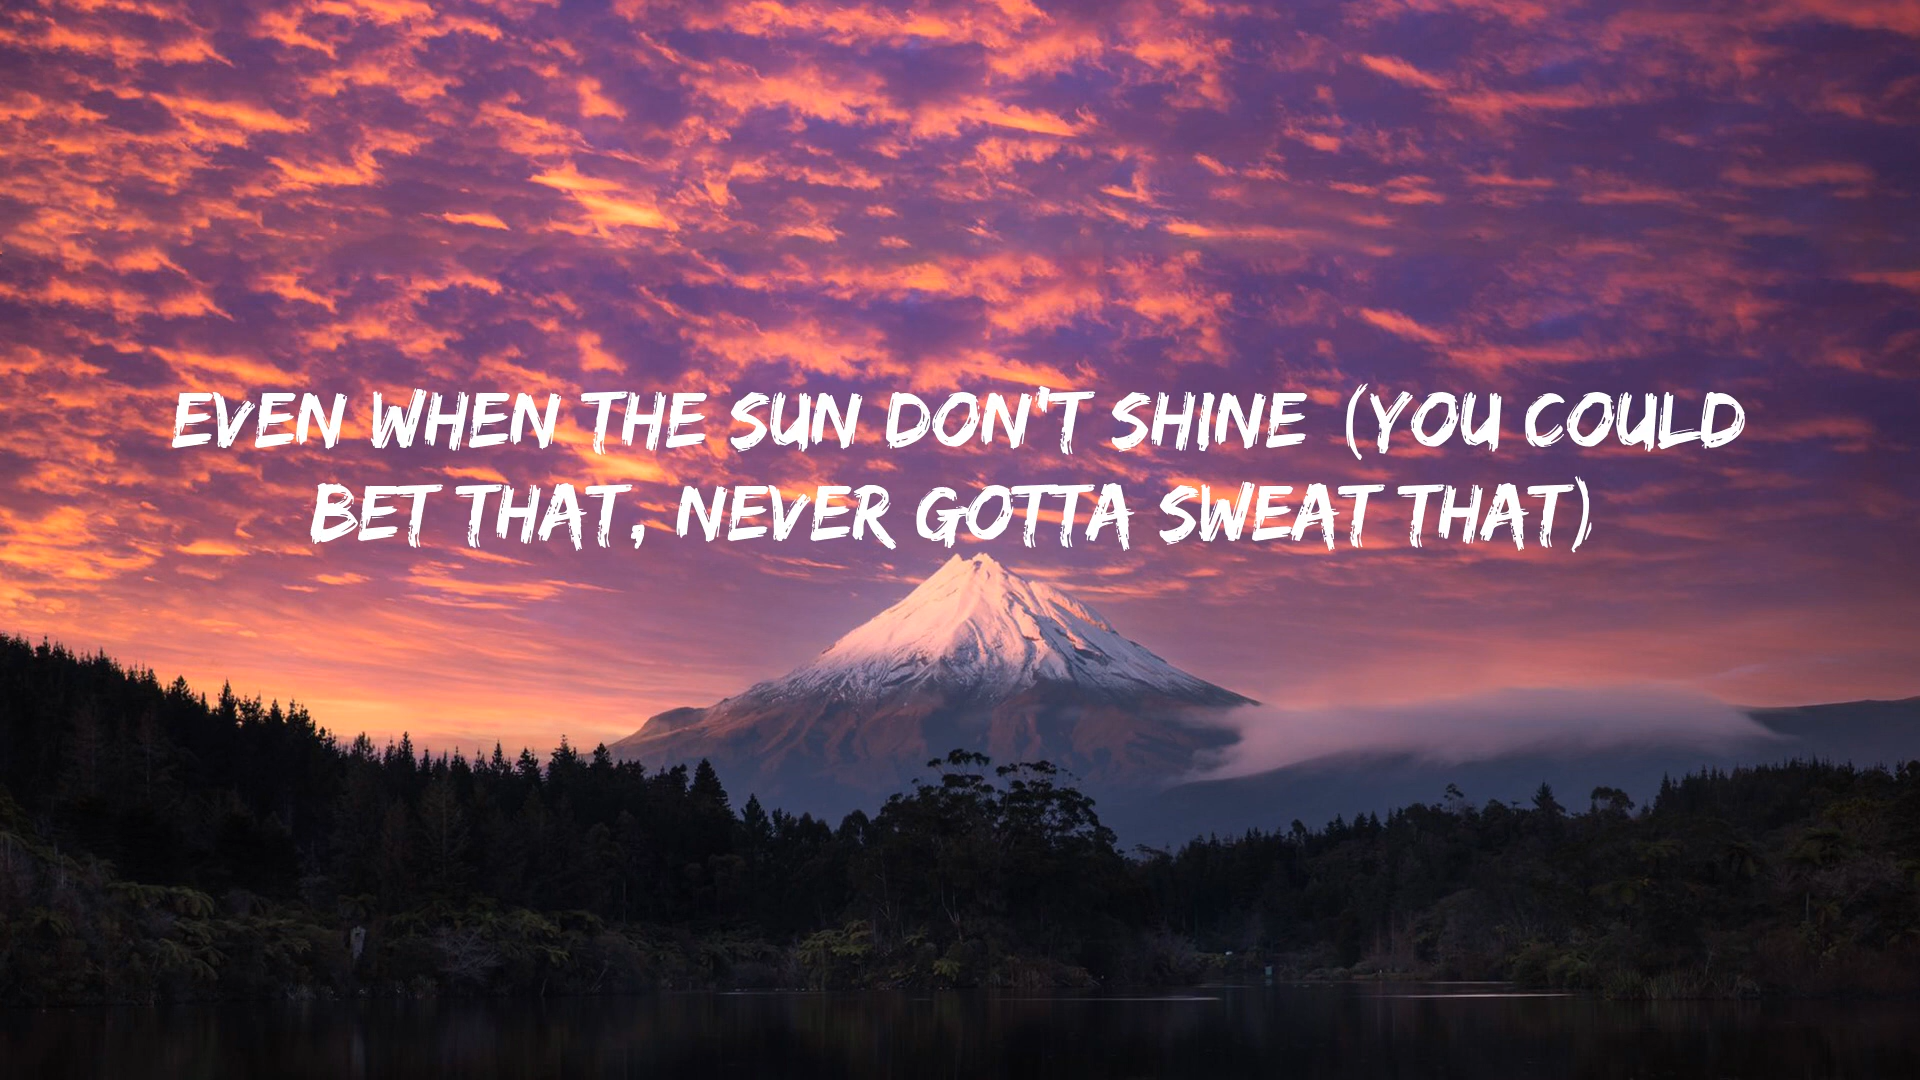 EVEN WHEN THE SUN DON'T SHINE (YOU COULD
BET THAT, NEVER GOTTA SWEAT THAT)